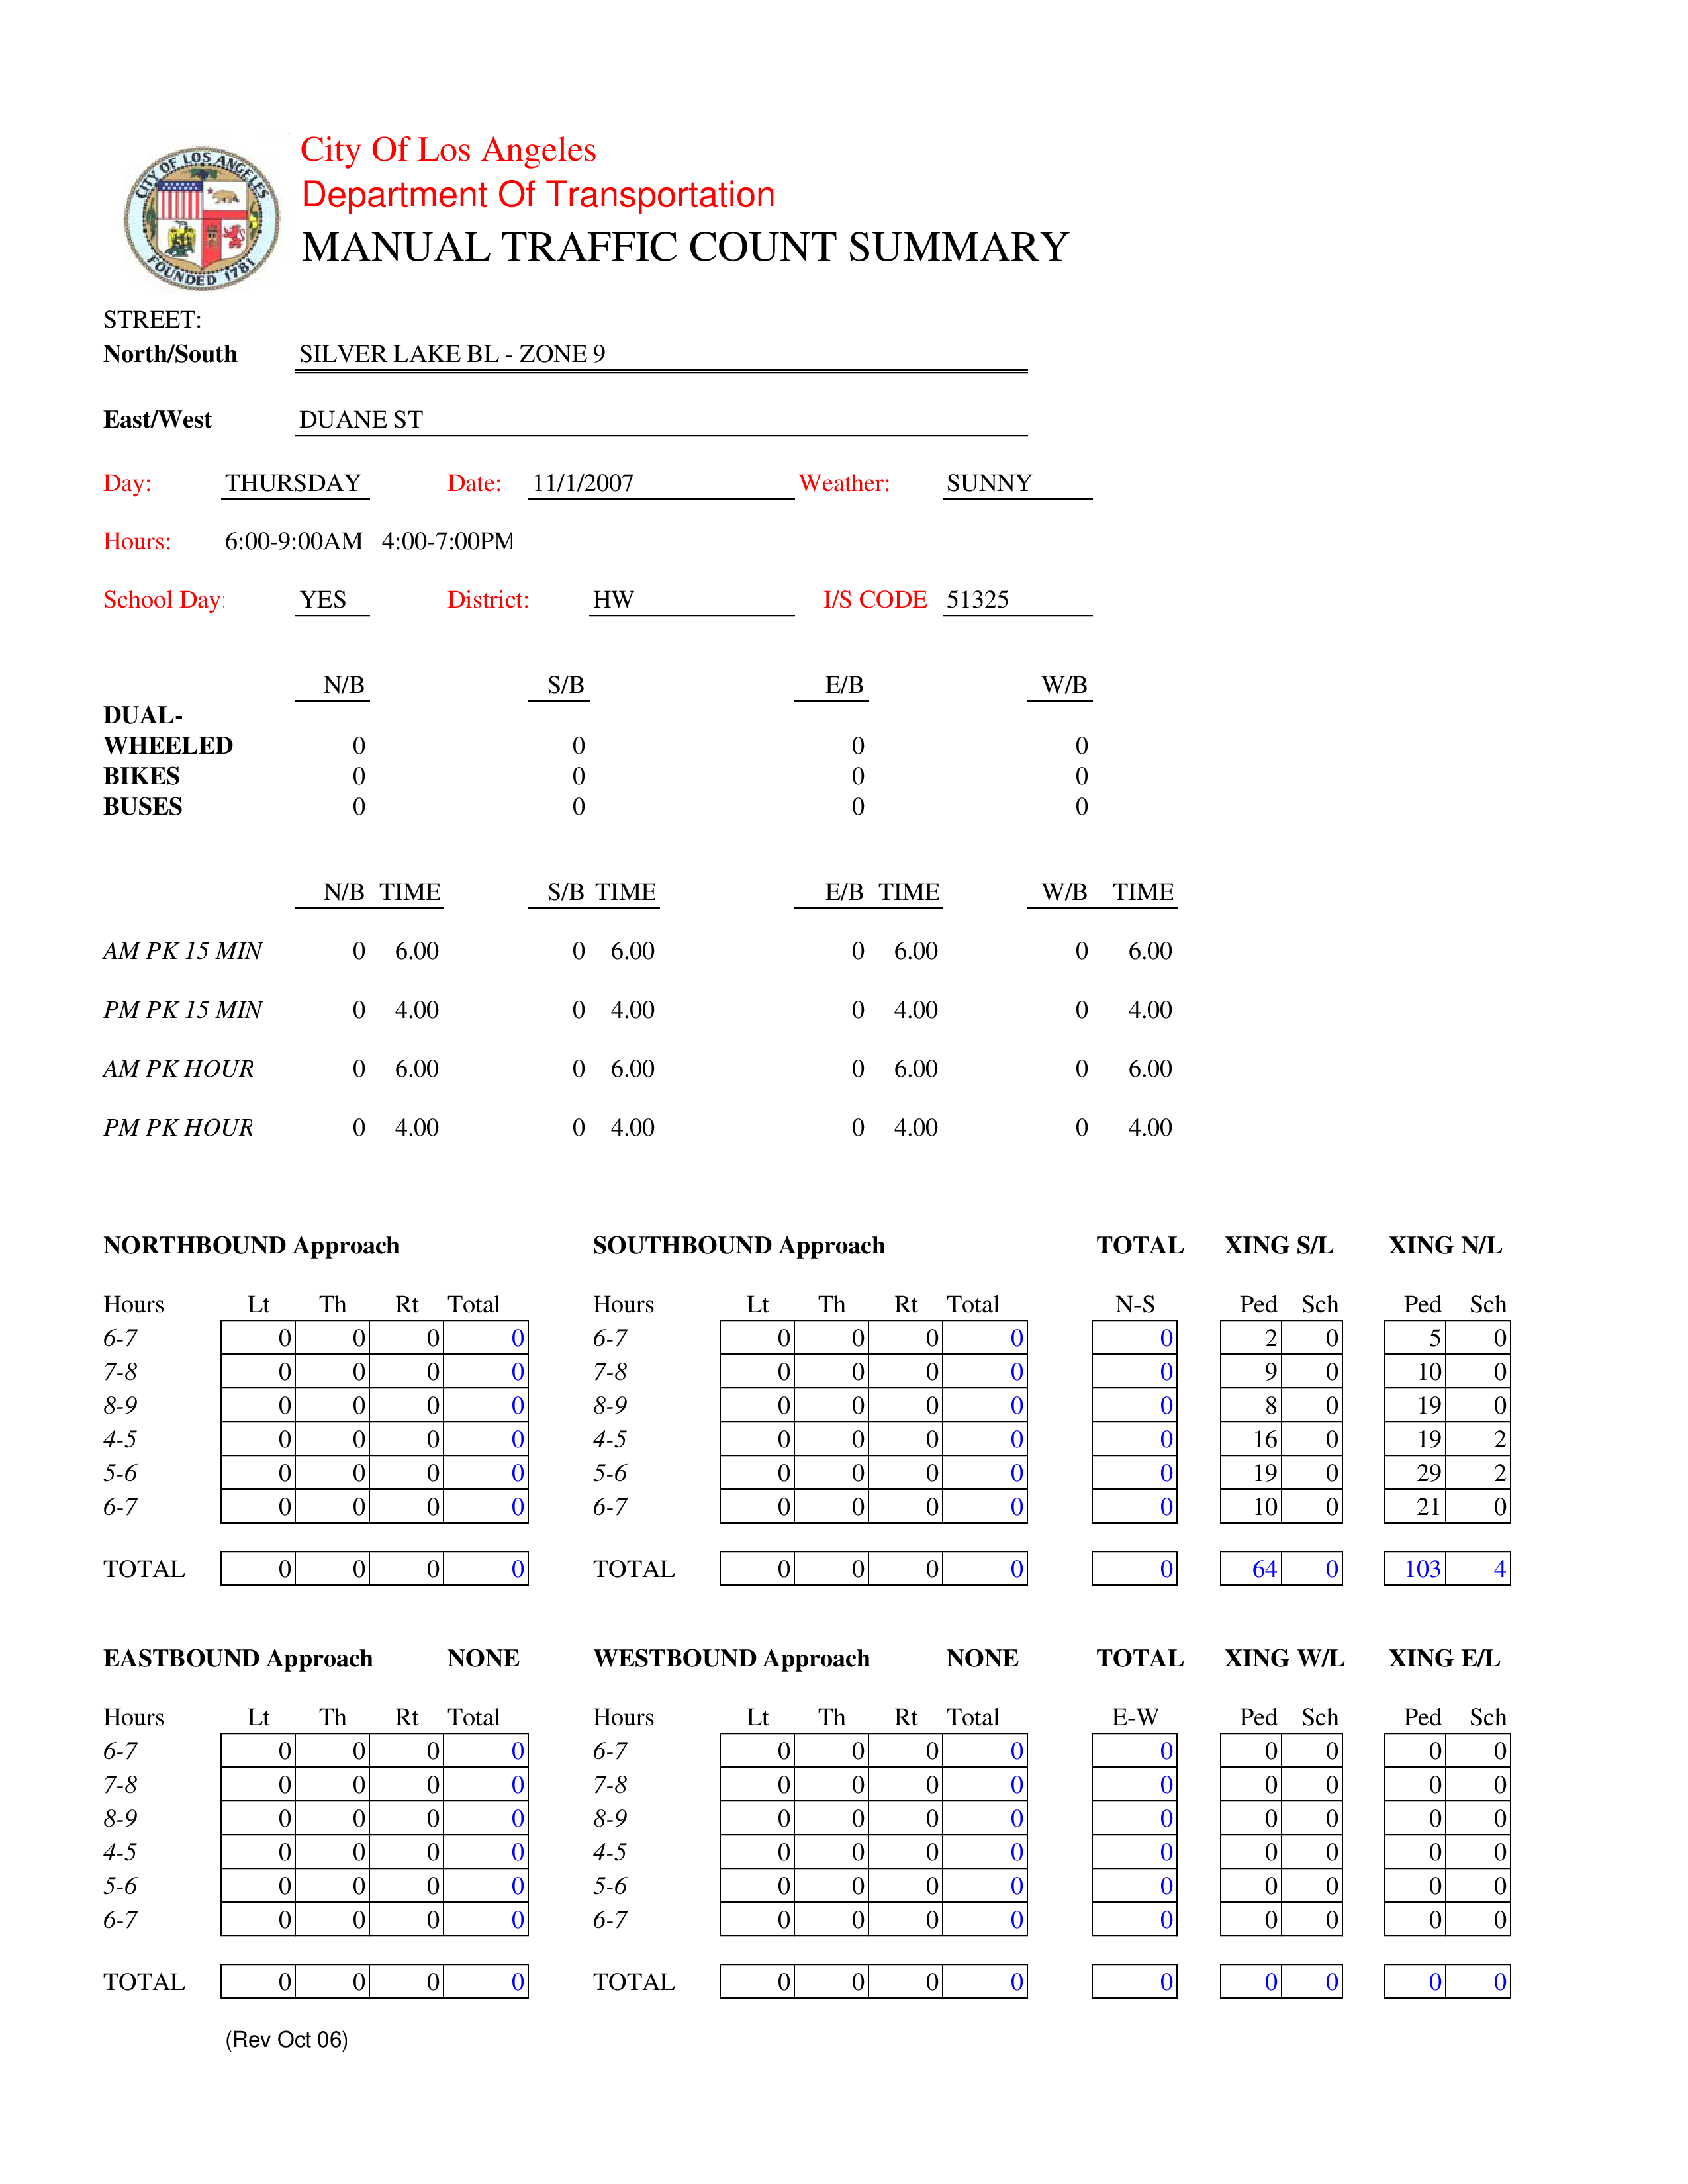 CITY OF LOS ANGELES
FOUNDED 1781
City Of Los Angeles
Department Of Transportation
MANUAL TRAFFIC COUNT SUMMARY
STREET:
North/South SILVER LAKE BL - ZONE 9
East/West DUANE ST
Day: THURSDAY Date: 11/1/2007 Weather: SUNNY
Hours: 6:00-9:00AM 4:00-7:00PM
School Day: YES District: HW I/S CODE 51325
N/B S/B E/B W/B
DUAL-
WHEELED 0 0 0 0
BIKES 0 0 0 0
BUSES 0 0 0 0
N/B TIME S/B TIME E/B TIME W/B TIME
AM PK 15 MIN 0 6.00 0 6.00 0 6.00 0 6.00
PM PK 15 MIN 0 4.00 0 4.00 0 4.00 0 4.00
AM PK HOUR 0 6.00 0 6.00 0 6.00 0 6.00
PM PK HOUR 0 4.00 0 4.00 0 4.00 0 4.00
NORTHBOUND Approach SOUTHBOUND Approach TOTAL XING S/L XING N/L
Hours Lt Th Rt Total Hours Lt Th Rt Total N-S Ped Sch Ped Sch
6-7 0 0 0 0 6-7 0 0 0 0 0 2 0 5 0
7-8 0 0 0 0 7-8 0 0 0 0 0 9 0 10 0
8-9 0 0 0 0 8-9 0 0 0 0 0 8 0 19 0
4-5 0 0 0 0 4-5 0 0 0 0 0 16 0 19 2
5-6 0 0 0 0 5-6 0 0 0 0 0 19 0 29 2
6-7 0 0 0 0 6-7 0 0 0 0 0 10 0 21 0
TOTAL 0 0 0 0 TOTAL 0 0 0 0 0 64 0 103 4
EASTBOUND Approach NONE WESTBOUND Approach NONE TOTAL XING W/L XING E/L
Hours Lt Th Rt Total Hours Lt Th Rt Total E-W Ped Sch Ped Sch
6-7 0 0 0 0 6-7 0 0 0 0 0 0 0 0 0
7-8 0 0 0 0 7-8 0 0 0 0 0 0 0 0 0
8-9 0 0 0 0 8-9 0 0 0 0 0 0 0 0 0
4-5 0 0 0 0 4-5 0 0 0 0 0 0 0 0 0
5-6 0 0 0 0 5-6 0 0 0 0 0 0 0 0 0
6-7 0 0 0 0 6-7 0 0 0 0 0 0 0 0 0
TOTAL 0 0 0 0 TOTAL 0 0 0 0 0 0 0 0 0
(Rev Oct 06)